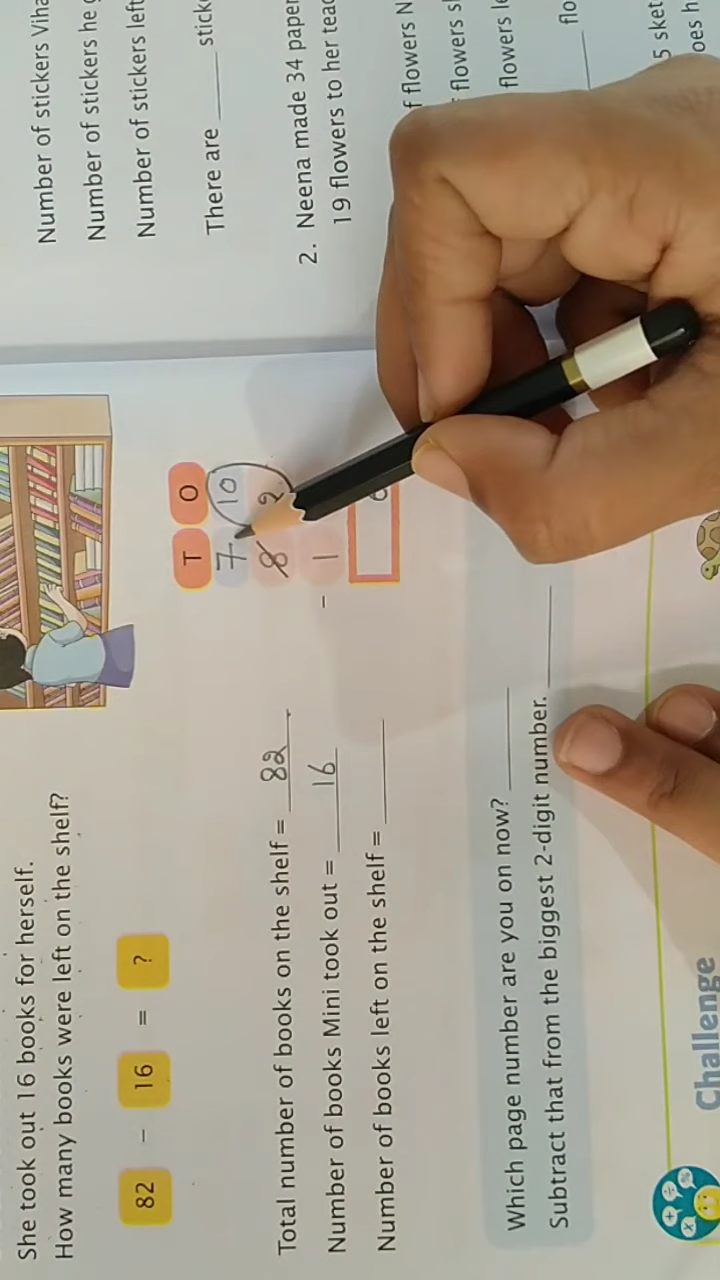 She took out 16 books for herself.
How many books were left on the shelf?
82 - 16 = ?
T O
7 10
8 2
- 1
Total number of books on the shelf = 82
Number of books Mini took out = 16
Number of books left on the shelf =
Which page number are you on now?
Subtract that from the biggest 2-digit number.
Challenge
Number of stickers Viha
Number of stickers he g
Number of stickers left
There are ____ stick
2. Neena made 34 paper
19 flowers to her teac
f flowers N
flowers s
flowers le
flo
5 sket
oes h